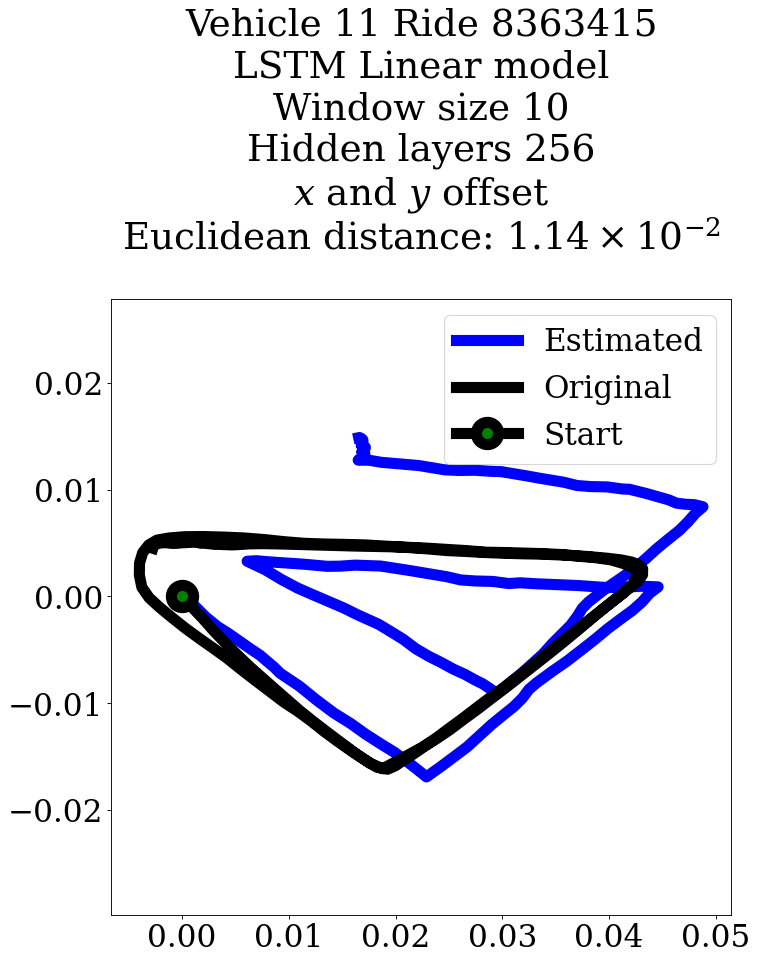 Vehicle 11 Ride 8363415
LSTM Linear model
Window size 10
Hidden layers 256
x and y offset
Euclidean distance: 1.14 × 10⁻²
Estimated
Original
Start
0.02
0.01
0.00
−0.01
−0.02
0.00 0.01 0.02 0.03 0.04 0.05